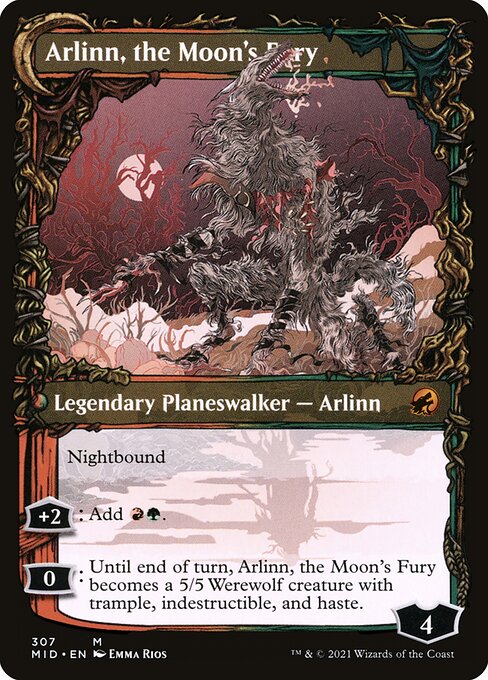 Arlinn, the Moon's Fury
Legendary Planeswalker — Arlinn
Nightbound
+2 : Add .
0 : Until end of turn, Arlinn, the Moon's Fury
becomes a 5/5 Werewolf creature with
trample, indestructible, and haste.
4
307 M
MID • EN Emma Rios
™ & © 2021 Wizards of the Coast